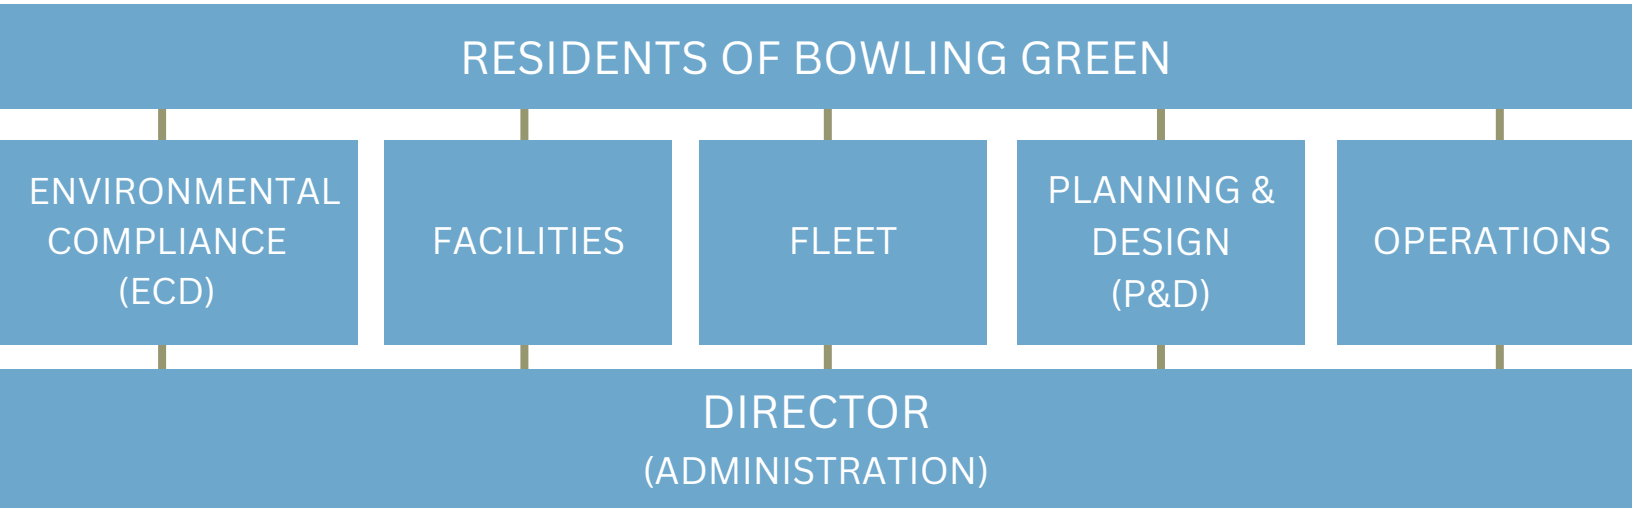 RESIDENTS OF BOWLING GREEN
ENVIRONMENTAL
COMPLIANCE
(ECD)
FACILITIES
FLEET
PLANNING &
DESIGN
(P&D)
OPERATIONS
DIRECTOR
(ADMINISTRATION)